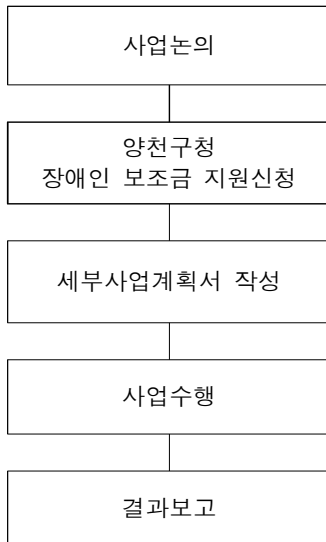 사업논의
양천구청
장애인 보조금 지원신청
세부사업계획서 작성
사업수행
결과보고